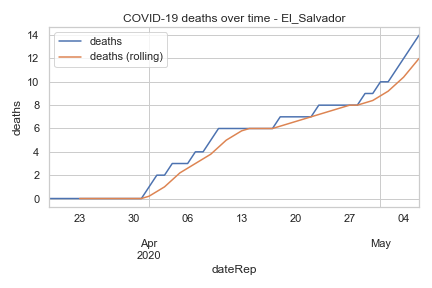 COVID-19 deaths over time - El_Salvador
deaths
deaths (rolling)
deaths
14
12
10
8
6
4
2
0
23 30 06 13 20 27 04
Apr May
2020
dateRep